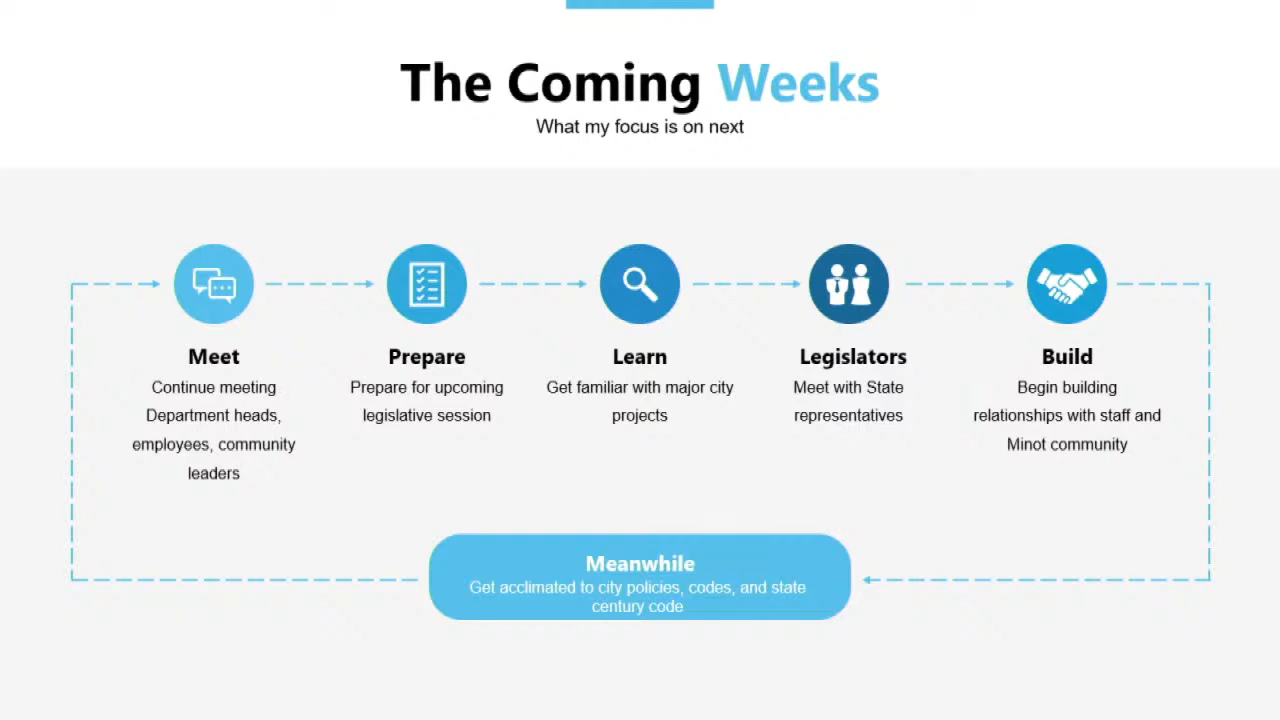 The Coming Weeks
What my focus is on next
Meet
Continue meeting
Department heads,
employees, community
leaders
Prepare
Prepare for upcoming
legislative session
Learn
Get familiar with major city
projects
Legislators
Meet with State
representatives
Build
Begin building
relationships with staff and
Minot community
Meanwhile
Get acclimated to city policies, codes, and state
century code